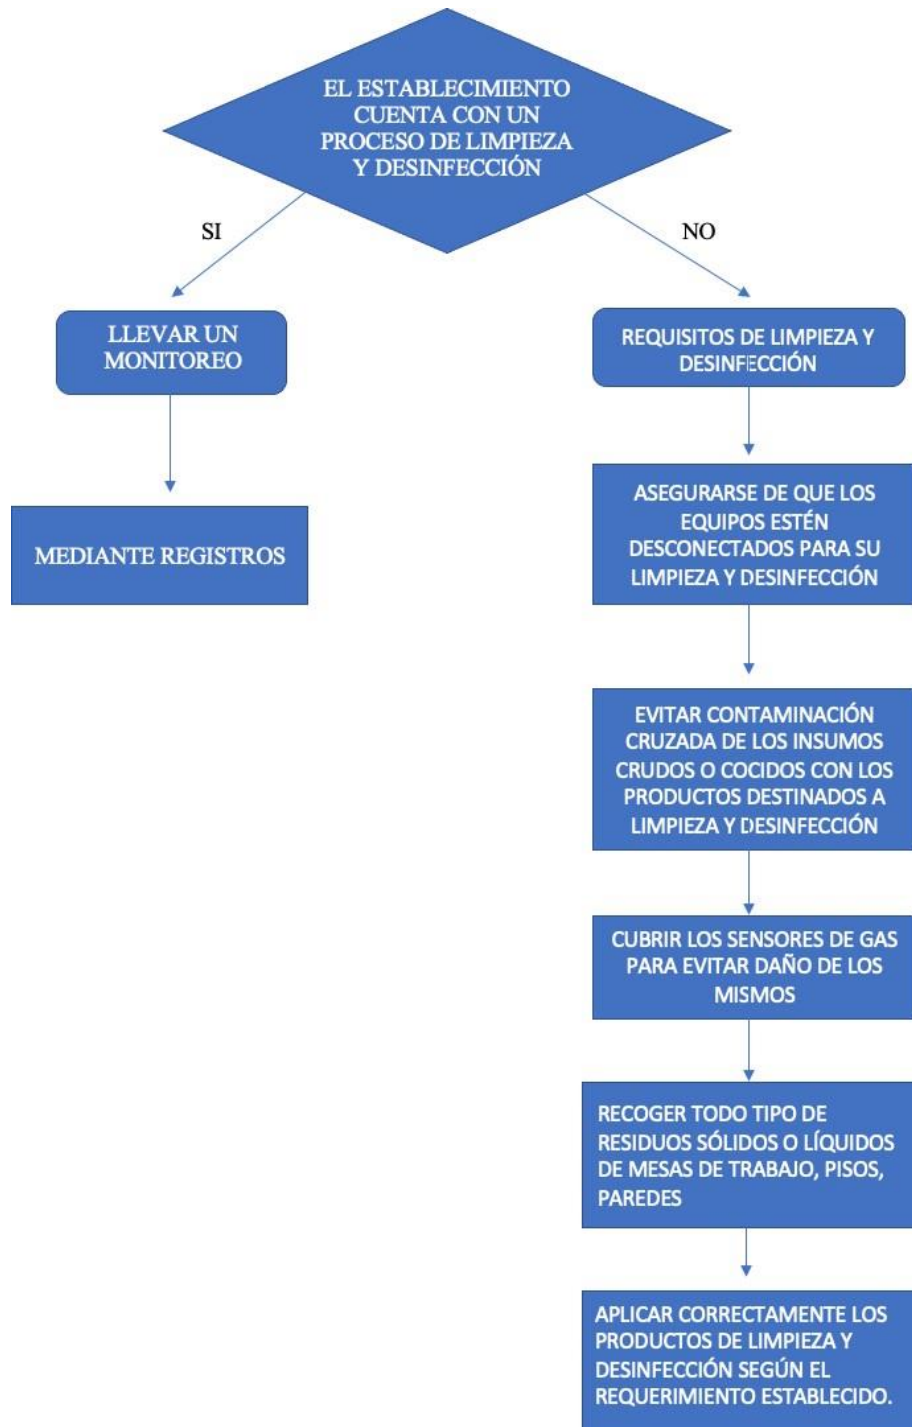 EL ESTABLECIMIENTO
CUENTA CON UN
PROCESO DE LIMPIEZA
Y DESINFECCIÓN
SI
NO
LLEVAR UN
MONITOREO
MEDIANTE REGISTROS
REQUISITOS DE LIMPIEZA Y
DESINFECCIÓN
ASEGURARSE DE QUE LOS
EQUIPOS ESTÉN
DESCONECTADOS PARA SU
LIMPIEZA Y DESINFECCIÓN
EVITAR CONTAMINACIÓN
CRUZADA DE LOS INSUMOS
CRUDOS O COCIDOS CON LOS
PRODUCTOS DESTINADOS A
LIMPIEZA Y DESINFECCIÓN
CUBRIR LOS SENSORES DE GAS
PARA EVITAR DAÑO DE LOS
MISMOS
RECOGER TODO TIPO DE
RESIDUOS SÓLIDOS O LÍQUIDOS
DE MESAS DE TRABAJO, PISOS,
PAREDES
APLICAR CORRECTAMENTE LOS
PRODUCTOS DE LIMPIEZA Y
DESINFECCIÓN SEGÚN EL
REQUERIMIENTO ESTABLECIDO.